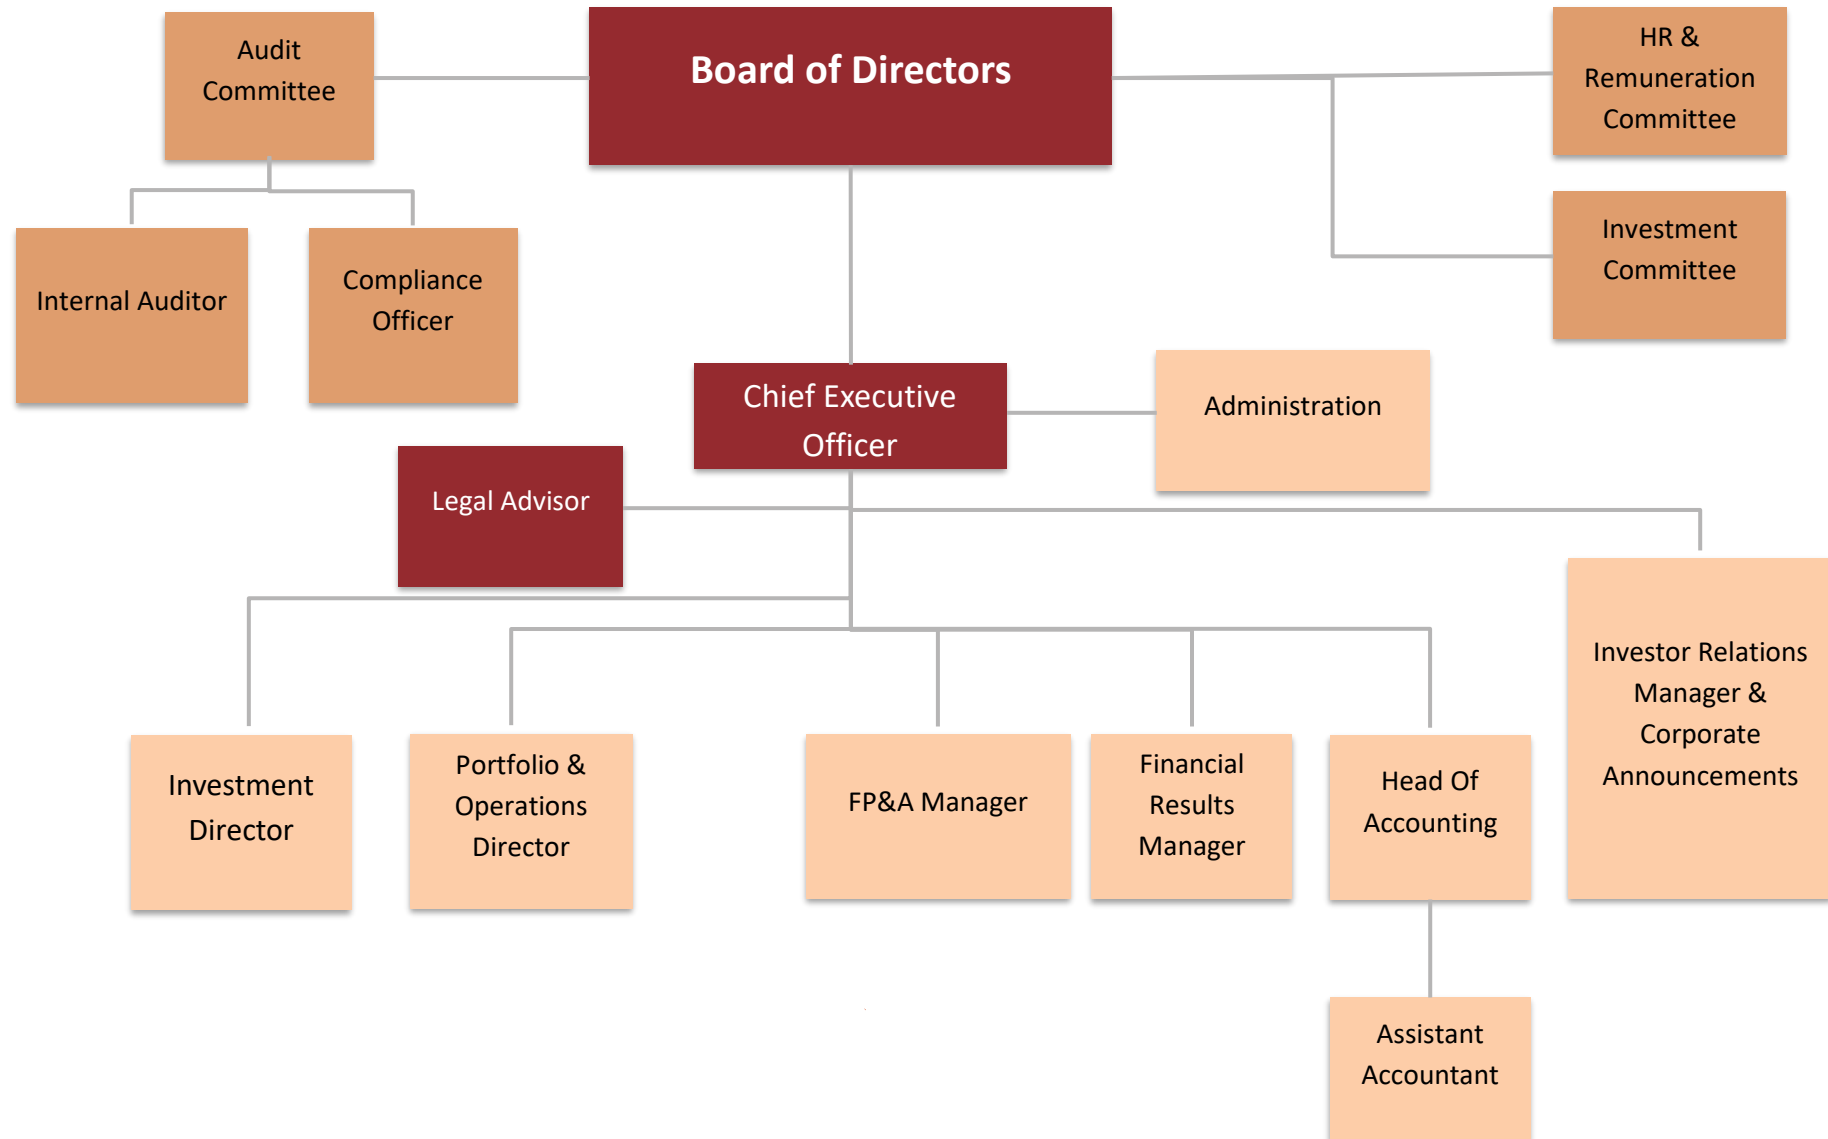 Audit
Committee
Board of Directors
HR &
Remuneration
Committee
Internal Auditor
Compliance
Officer
Investment
Committee
Chief Executive
Officer
Administration
Legal Advisor
Investor Relations
Manager &
Corporate
Announcements
Investment
Director
Portfolio &
Operations
Director
FP&A Manager
Financial
Results
Manager
Head Of
Accounting
Assistant
Accountant